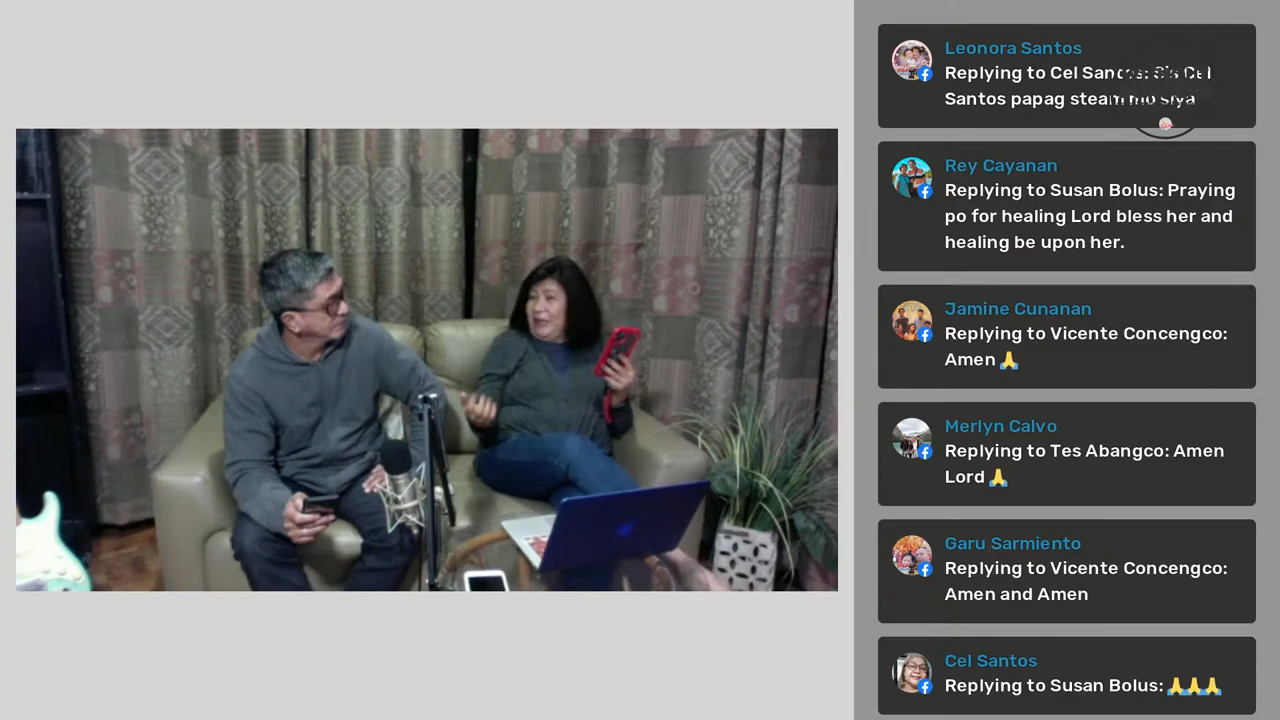 Leonora Santos
Replying to Cel Santos: Sis Cel
Santos papag steam mo siya
Rey Cayanan
Replying to Susan Bolus: Praying
po for healing Lord bless her and
healing be upon her.
Jamine Cunanan
Replying to Vicente Concengco:
Amen 🙏
Merlyn Calvo
Replying to Tes Abangco: Amen
Lord 🙏
Garu Sarmiento
Replying to Vicente Concengco:
Amen and Amen
Cel Santos
Replying to Susan Bolus: 🙏🙏🙏